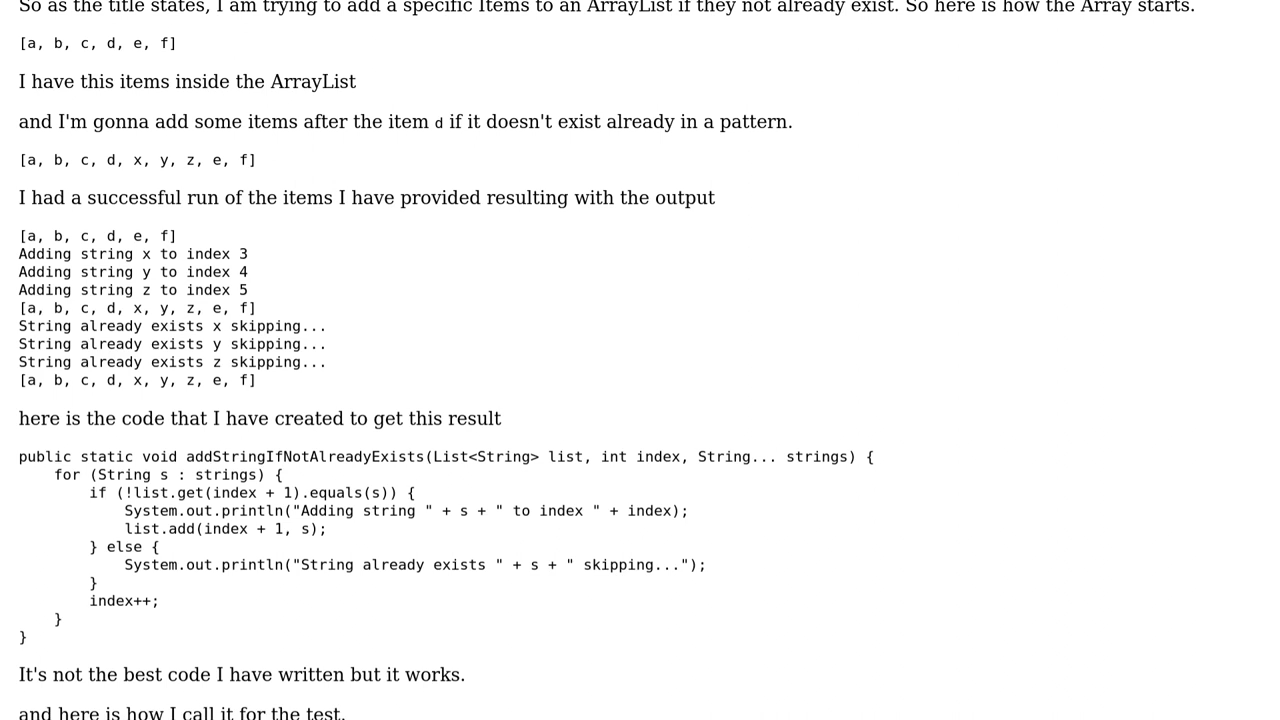 So as the title states, I am trying to add a specific Items to an ArrayList if they not already exist. So here is how the Array starts.
[a, b, c, d, e, f]
I have this items inside the ArrayList
and I'm gonna add some items after the item d if it doesn't exist already in a pattern.
[a, b, c, d, x, y, z, e, f]
I had a successful run of the items I have provided resulting with the output
[a, b, c, d, e, f]
Adding string x to index 3
Adding string y to index 4
Adding string z to index 5
[a, b, c, d, x, y, z, e, f]
String already exists x skipping...
String already exists y skipping...
String already exists z skipping...
[a, b, c, d, x, y, z, e, f]
here is the code that I have created to get this result
public static void addStringIfNotAlreadyExists(List<String> list, int index, String... strings) {
    for (String s : strings) {
        if (!list.get(index + 1).equals(s)) {
            System.out.println("Adding string " + s + " to index " + index);
            list.add(index + 1, s);
        } else {
            System.out.println("String already exists " + s + " skipping...");
        }
        index++;
    }
}
It's not the best code I have written but it works.
and here is how I call it for the test.